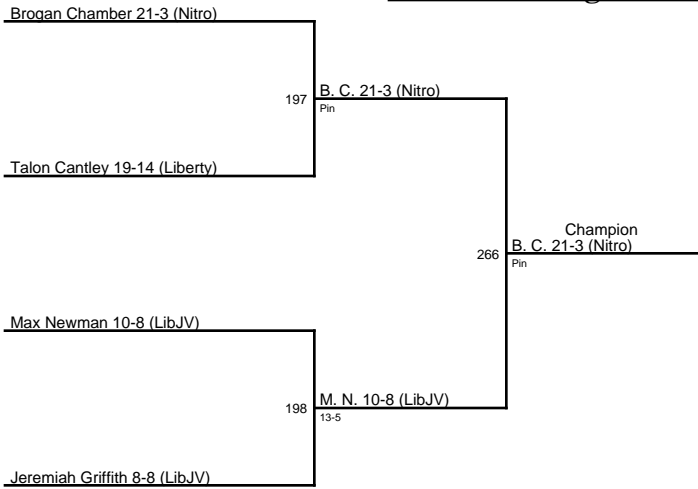 Brogan Chamber 21-3 (Nitro)
197
B. C. 21-3 (Nitro)
Pin
Talon Cantley 19-14 (Liberty)
Champion
266
B. C. 21-3 (Nitro)
Pin
Max Newman 10-8 (LibJV)
198
M. N. 10-8 (LibJV)
13-5
Jeremiah Griffith 8-8 (LibJV)